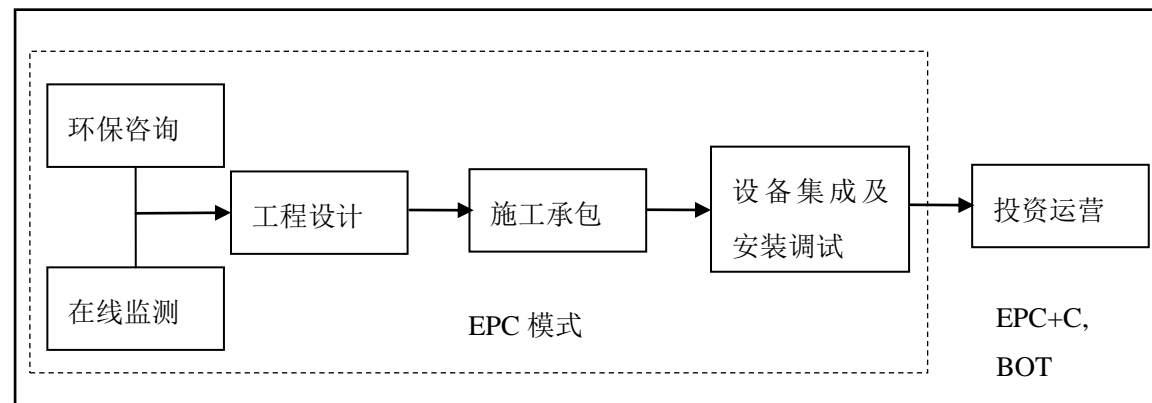 环保咨询
工程设计
施工承包
设备集成及
安装调试
投资运营
在线监测
EPC 模式
EPC+C,
BOT